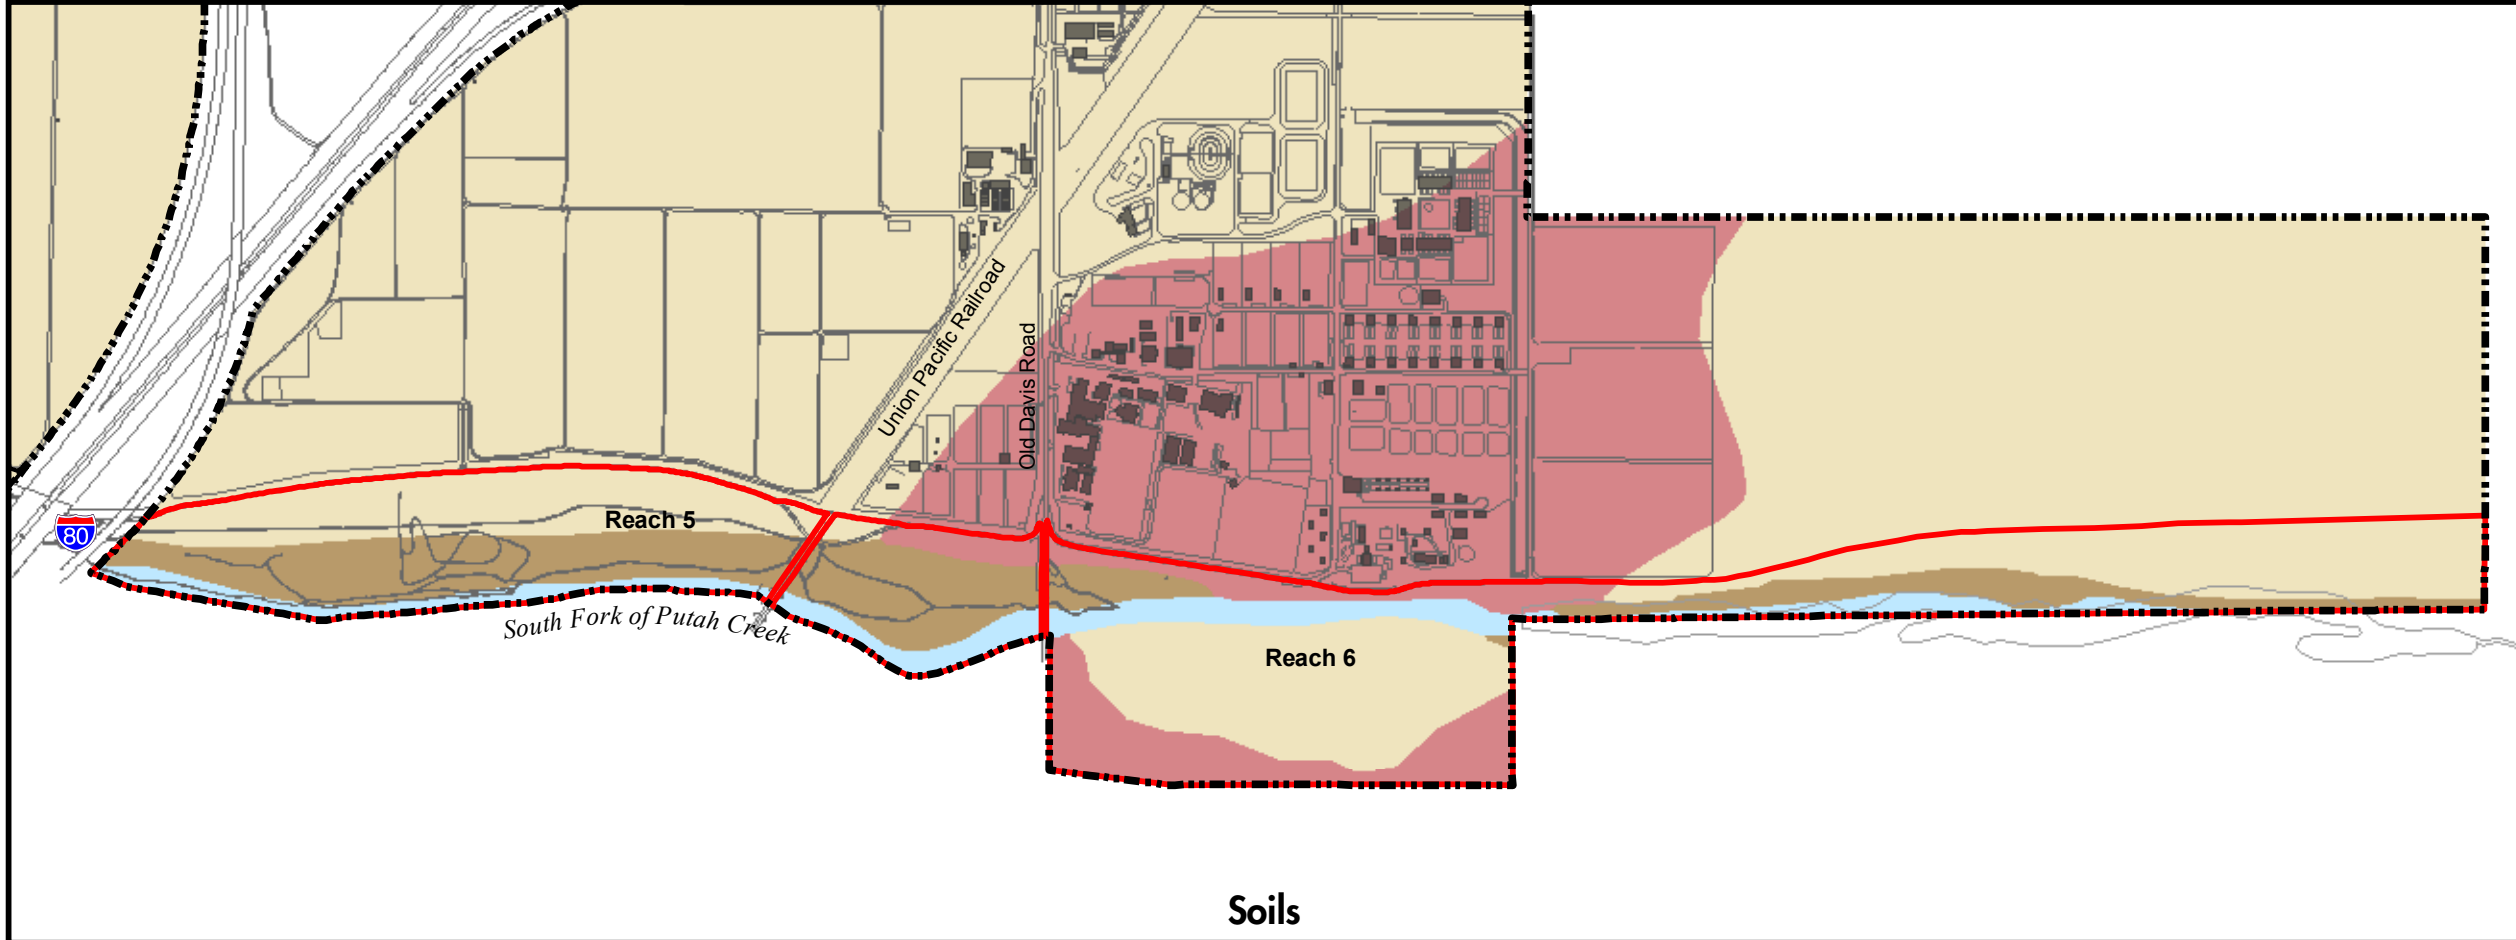 Union Pacific Railroad
Old Davis Road
Reach 5
80
South Fork of Putah Creek
Reach 6
Soils